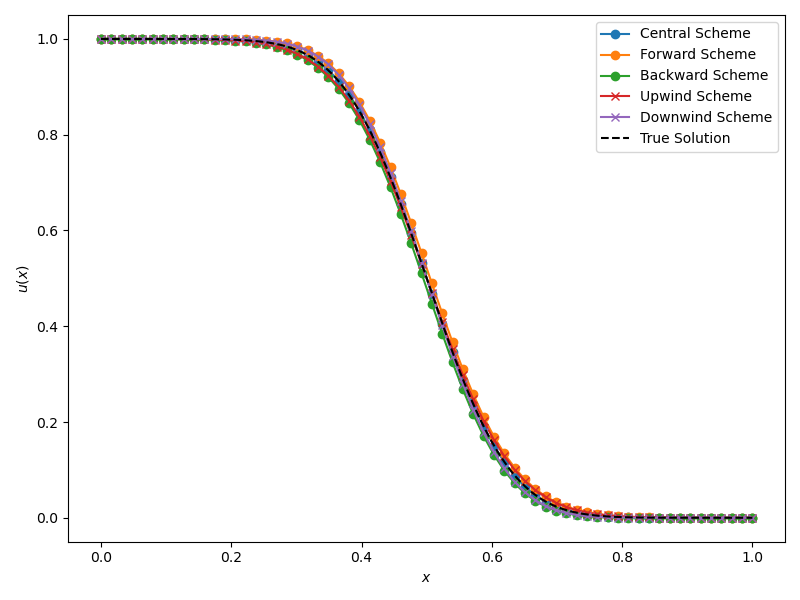 Central Scheme
Forward Scheme
Backward Scheme
Upwind Scheme
Downwind Scheme
True Solution
1.0
0.8
0.6
0.4
0.2
0.0
u(x)
0.0 0.2 0.4 0.6 0.8 1.0
x